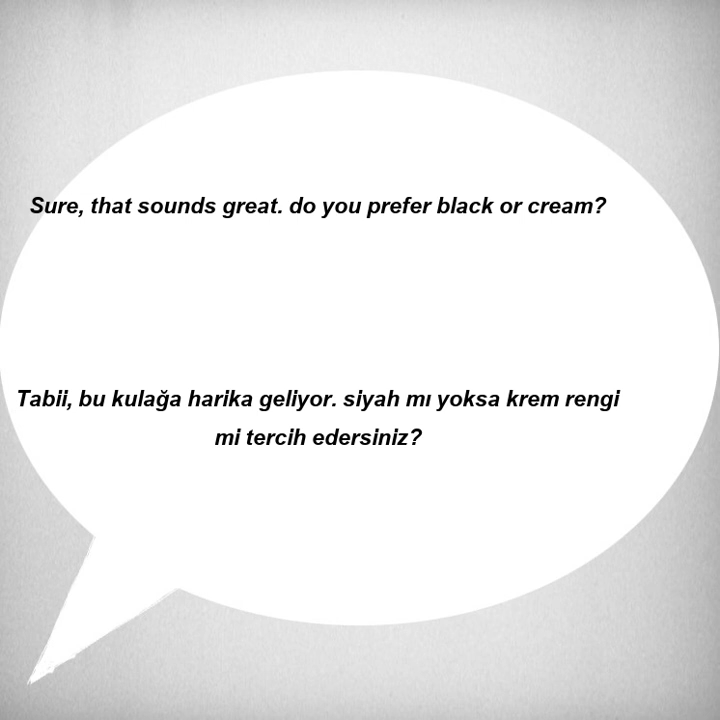 Sure, that sounds great. do you prefer black or cream?
Tabii, bu kulağa harika geliyor. siyah mı yoksa krem rengi
mi tercih edersiniz?